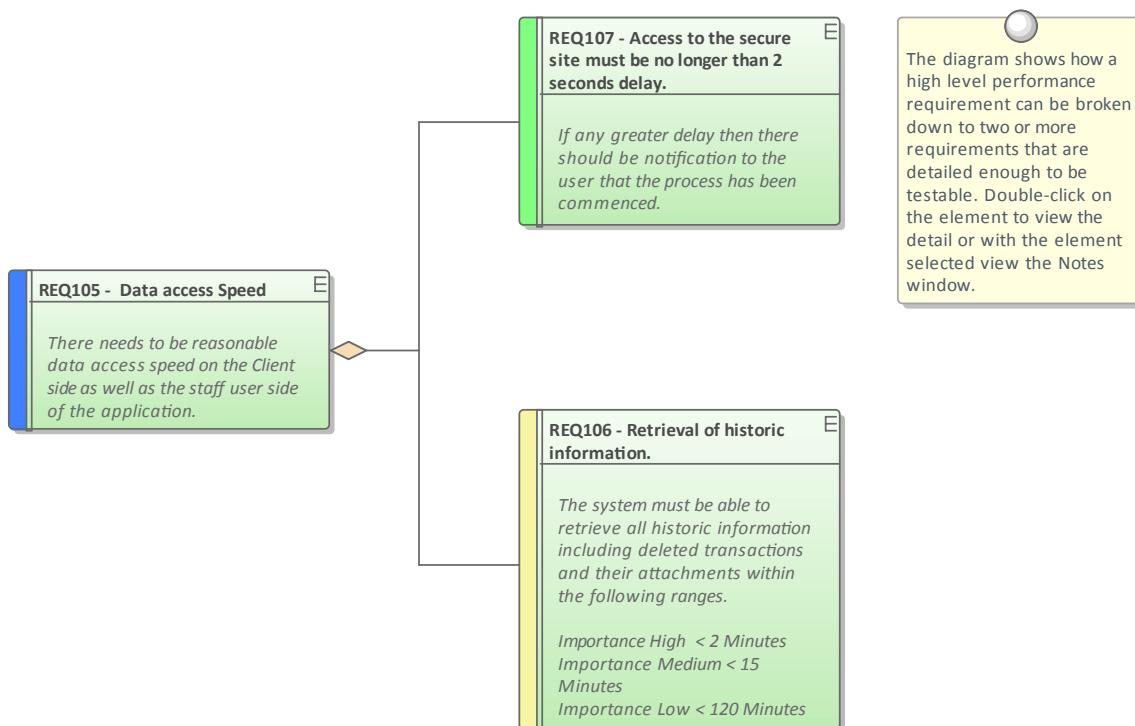 REQ107 - Access to the secure
site must be no longer than 2
seconds delay.
If any greater delay then there
should be notification to the
user that the process has been
commenced.
The diagram shows how a
high level performance
requirement can be broken
down to two or more
requirements that are
detailed enough to be
testable. Double-click on
the element to view the
detail or with the element
selected view the Notes
window.
REQ105 - Data access Speed
There needs to be reasonable
data access speed on the Client
side as well as the staff user side
of the application.
REQ106 - Retrieval of historic
information.
The system must be able to
retrieve all historic information
including deleted transactions
and their attachments within
the following ranges.
Importance High < 2 Minutes
Importance Medium < 15
Minutes
Importance Low < 120 Minutes